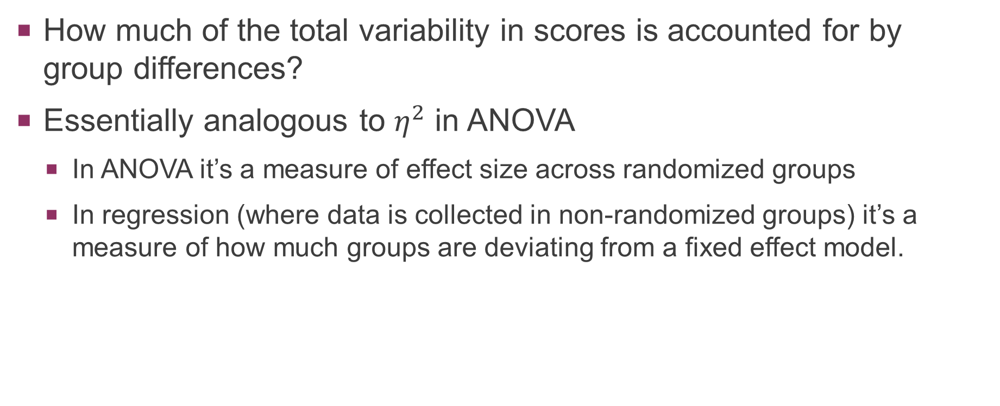 How much of the total variability in scores is accounted for by
group differences?
Essentially analogous to η² in ANOVA
In ANOVA it’s a measure of effect size across randomized groups
In regression (where data is collected in non-randomized groups) it’s a
measure of how much groups are deviating from a fixed effect model.